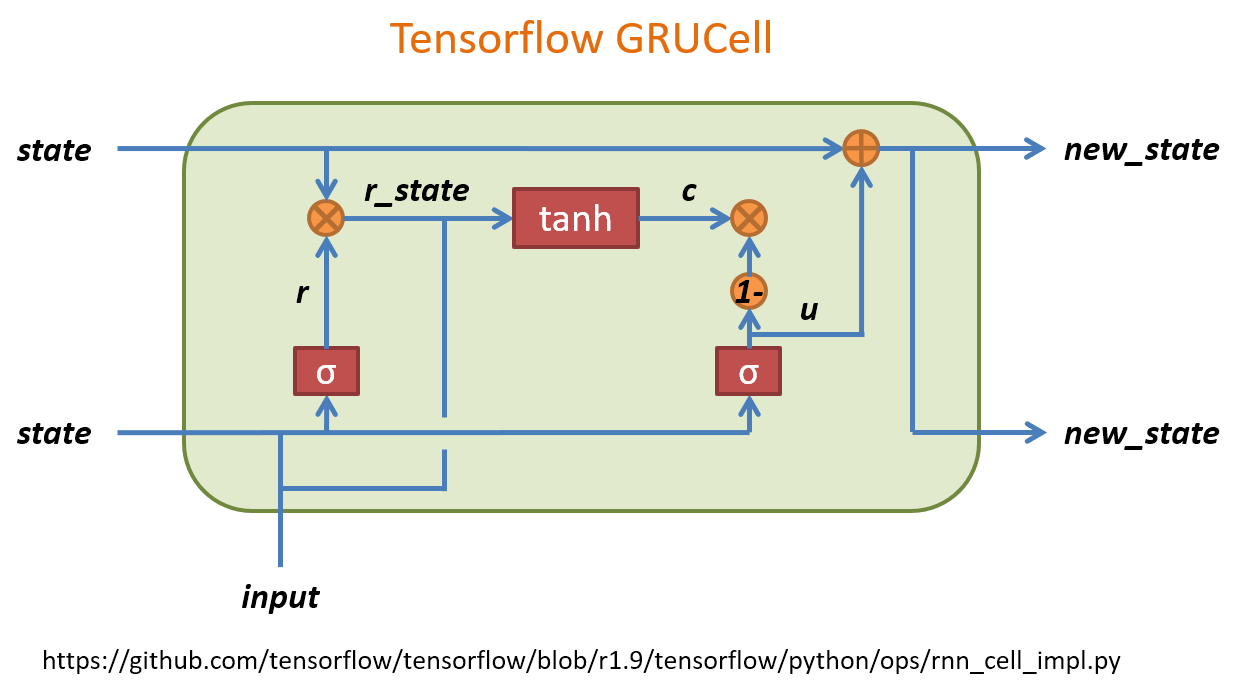 Tensorflow GRUCell
state
new_state
r_state
tanh
c
r
1-
u
σ
σ
state
new_state
input
https://github.com/tensorflow/tensorflow/blob/r1.9/tensorflow/python/ops/rnn_cell_impl.py